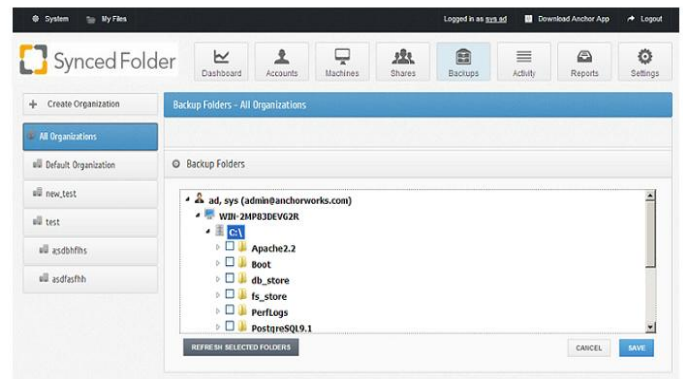 System My Files Logged in as sys ad Download Anchor App Logout
Synced Folder
Dashboard Accounts Machines Shares Backups Activity Reports Settings
Create Organization
Backup Folders - All Organizations
All Organizations
Default Organization
Backup Folders
new_test
test
asdbhflhs
asdfasfhh
ad, sys (admin@anchorworks.com)
WIN-2MP83DEVG2R
C:\
Apache2.2
Boot
db_store
fs_store
PerfLogs
PostgreSQL9.1
REFRESH SELECTED FOLDERS CANCEL SAVE